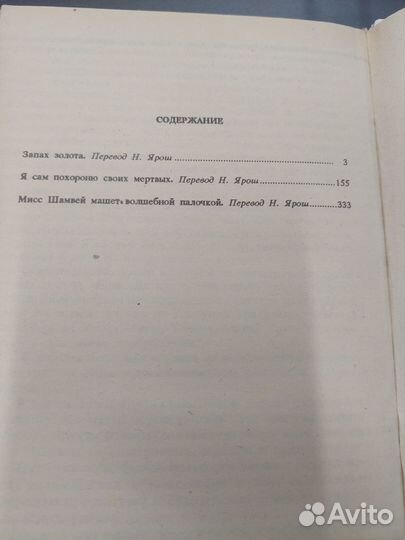 СОДЕРЖАНИЕ
Запах золота. Перевод Н. Ярош .......... 3
Я сам похороню своих мертвых. Перевод Н. Ярош .......... 155
Мисс Шамвей машет волшебной палочкой. Перевод Н. Ярош .......... 333
Avito